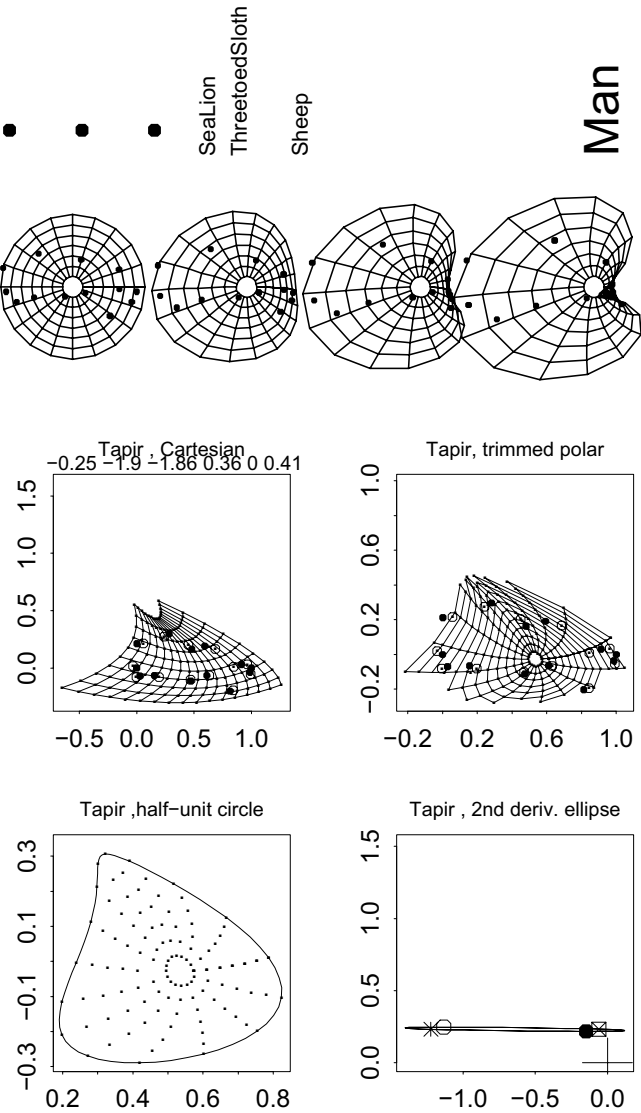 SeaLion
ThreetoedSloth
Sheep
Man
Tapir , Cartesian
−0.25 −1.9 −1.86 0.36 0 0.41
1.5
1.0
0.5
0.0
−0.5 0.0 0.5 1.0
Tapir, trimmed polar
1.0
0.6
0.2
−0.2
−0.2 0.2 0.6 1.0
Tapir ,half−unit circle
0.3
0.1
−0.1
−0.3
0.2 0.4 0.6 0.8
Tapir , 2nd deriv. ellipse
1.5
1.0
0.5
0.0
−1.0 −0.5 0.0